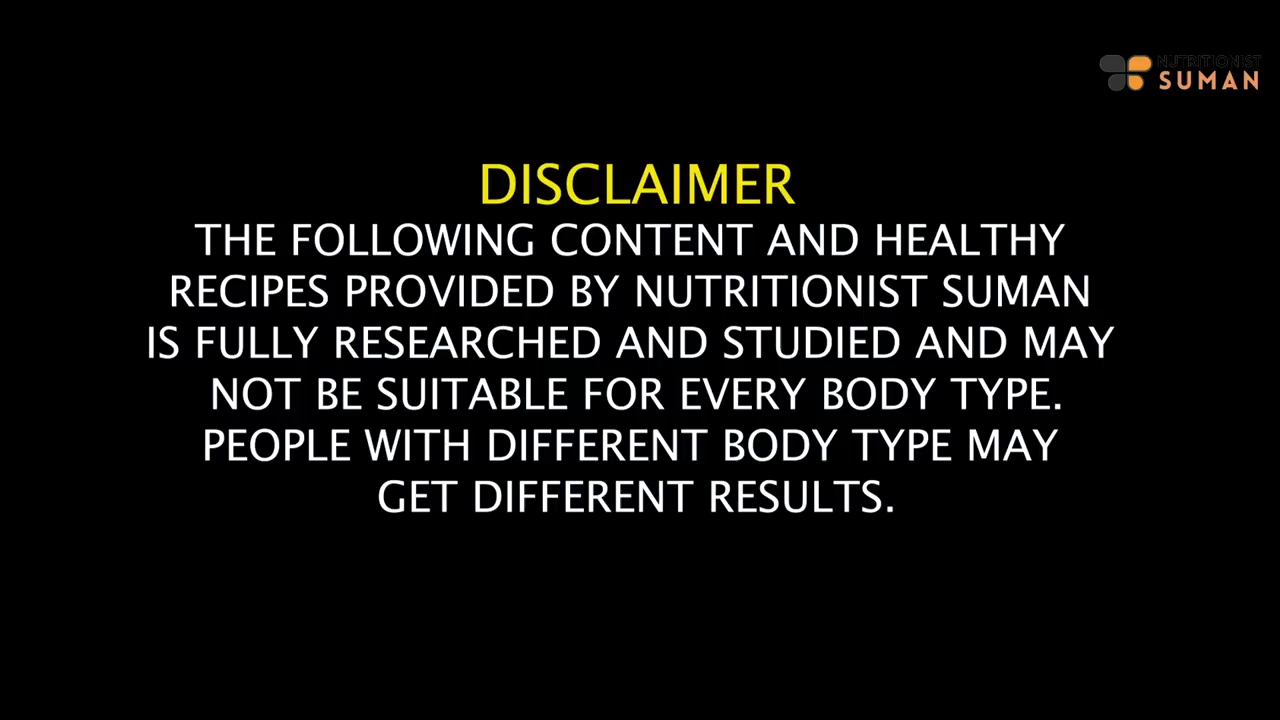 NUTRITIONIST
SUMAN
DISCLAIMER
THE FOLLOWING CONTENT AND HEALTHY
RECIPES PROVIDED BY NUTRITIONIST SUMAN
IS FULLY RESEARCHED AND STUDIED AND MAY
NOT BE SUITABLE FOR EVERY BODY TYPE.
PEOPLE WITH DIFFERENT BODY TYPE MAY
GET DIFFERENT RESULTS.